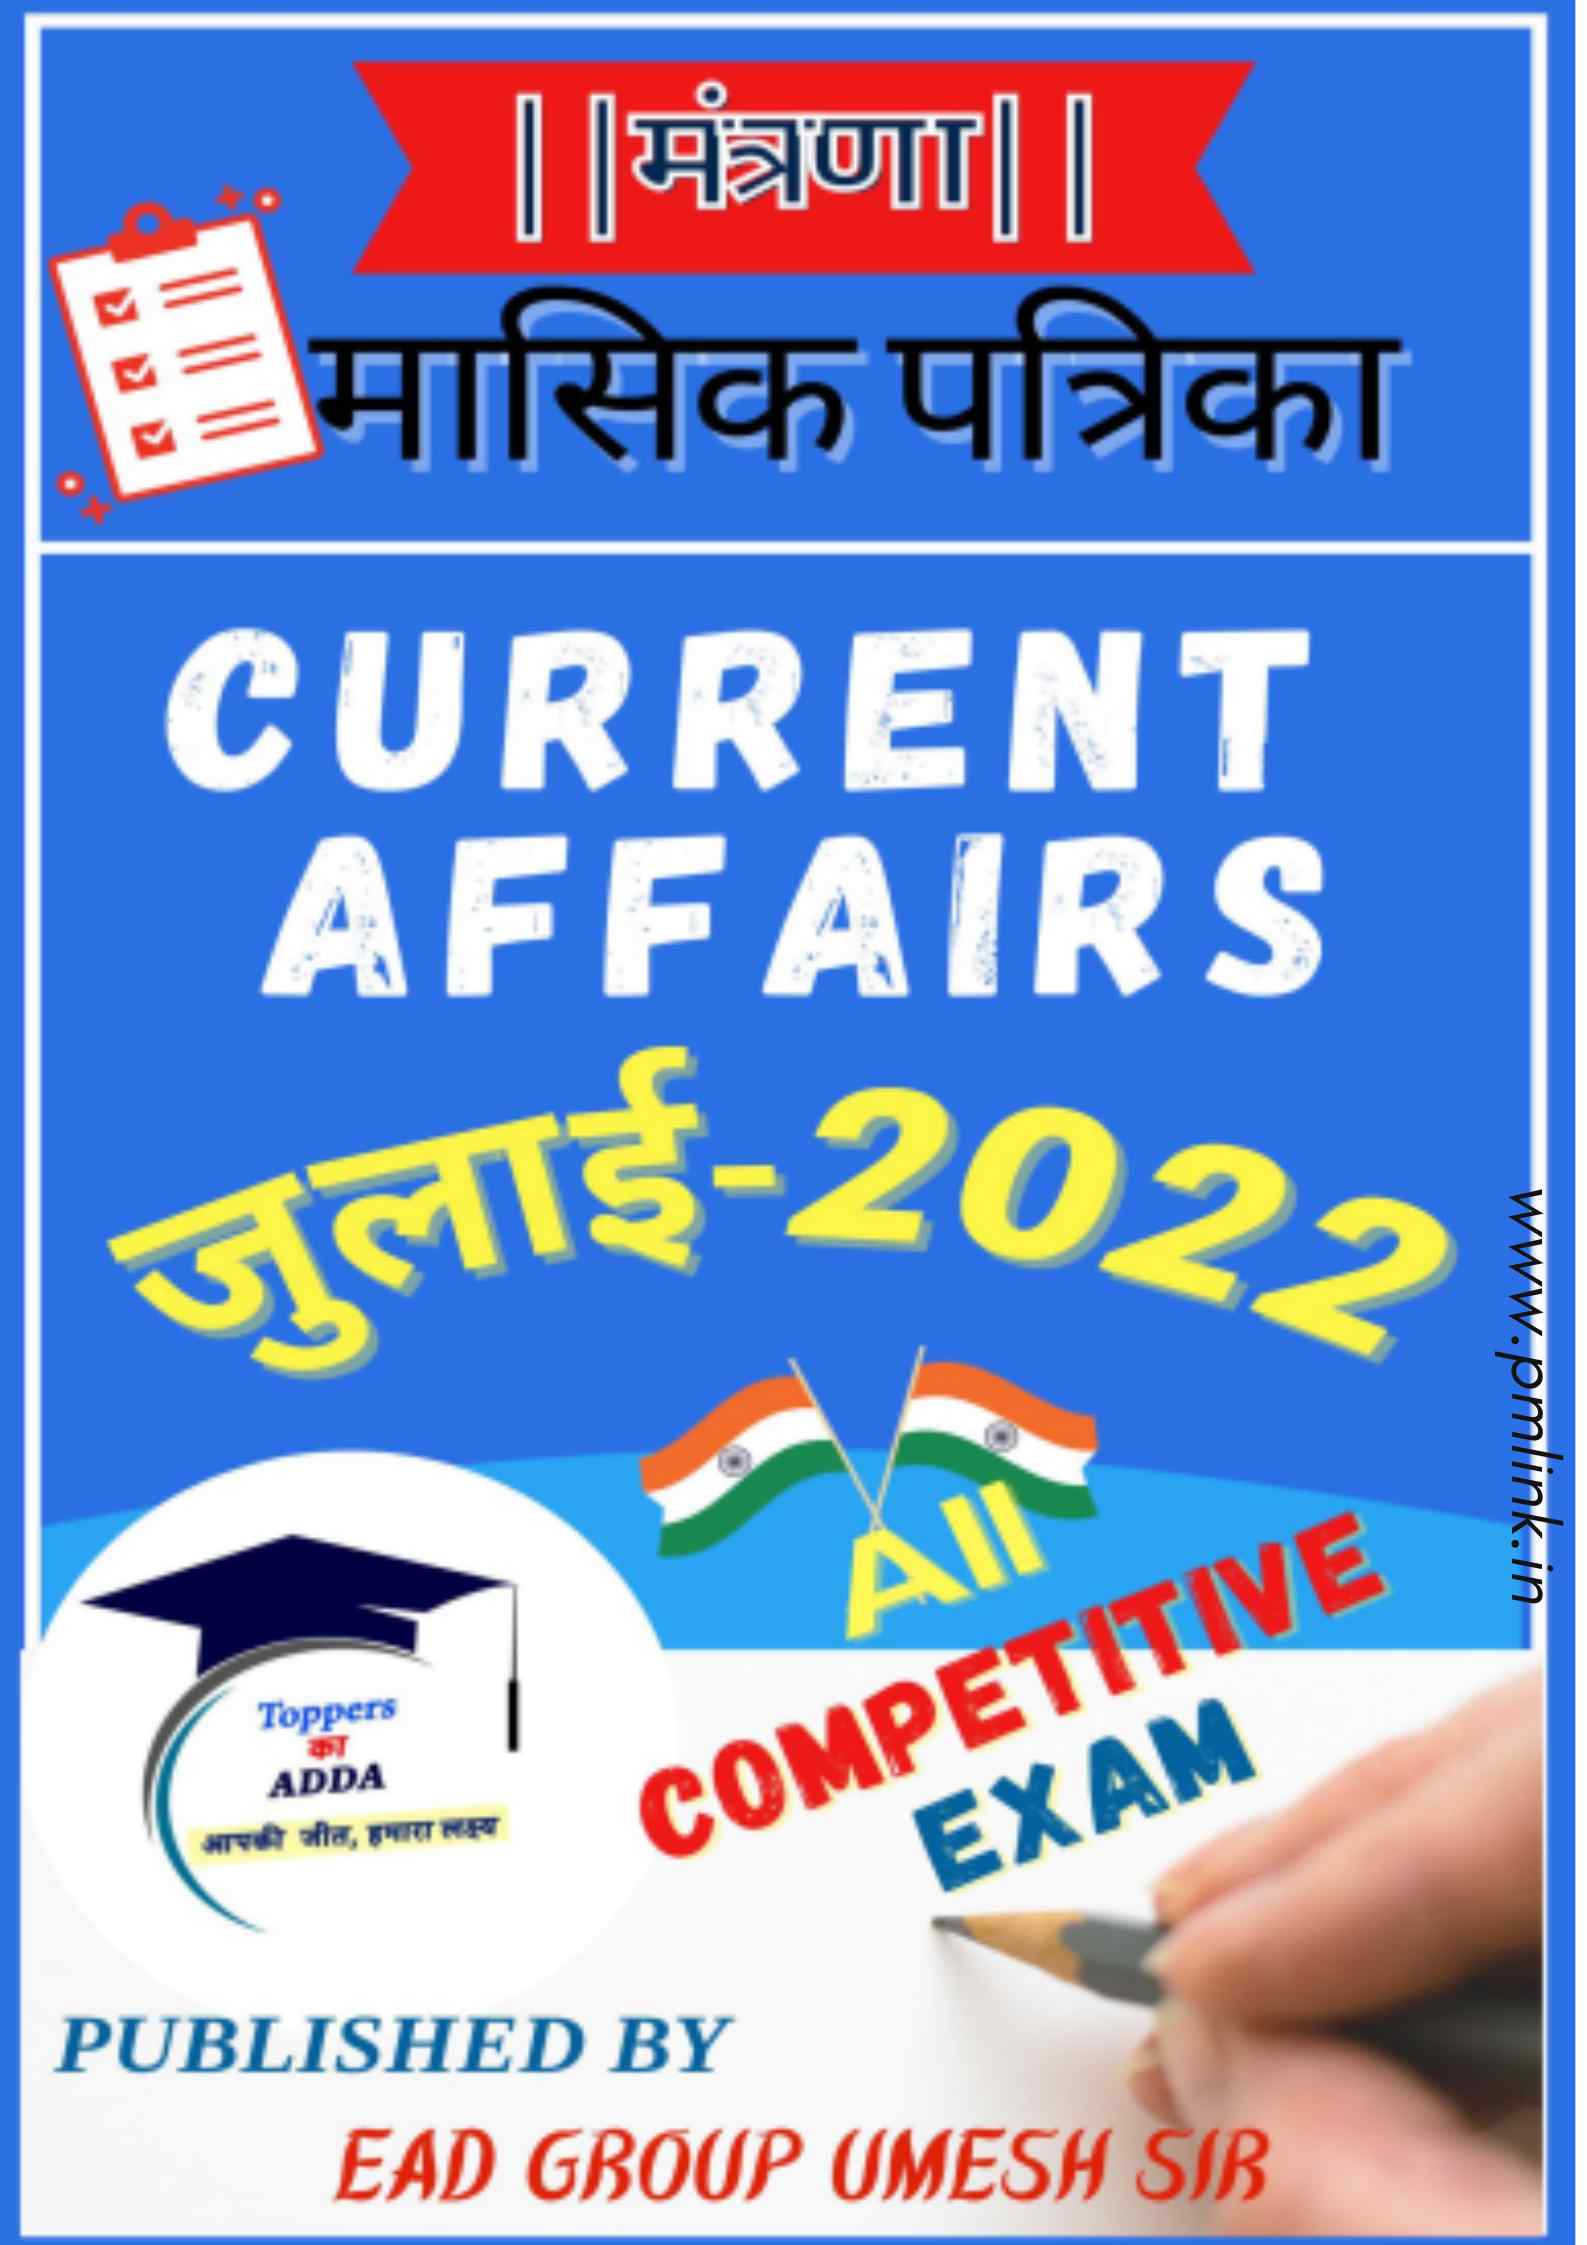 ||मंत्रणा||
मासिक पत्रिका
CURRENT
AFFAIRS
जुलाई-2022
www.pmlink.in
All
COMPETITIVE
EXAM
Toppers
का
ADDA
आपकी जीत, हमारा लक्ष्य
PUBLISHED BY
EAD GROUP UMESH SIR